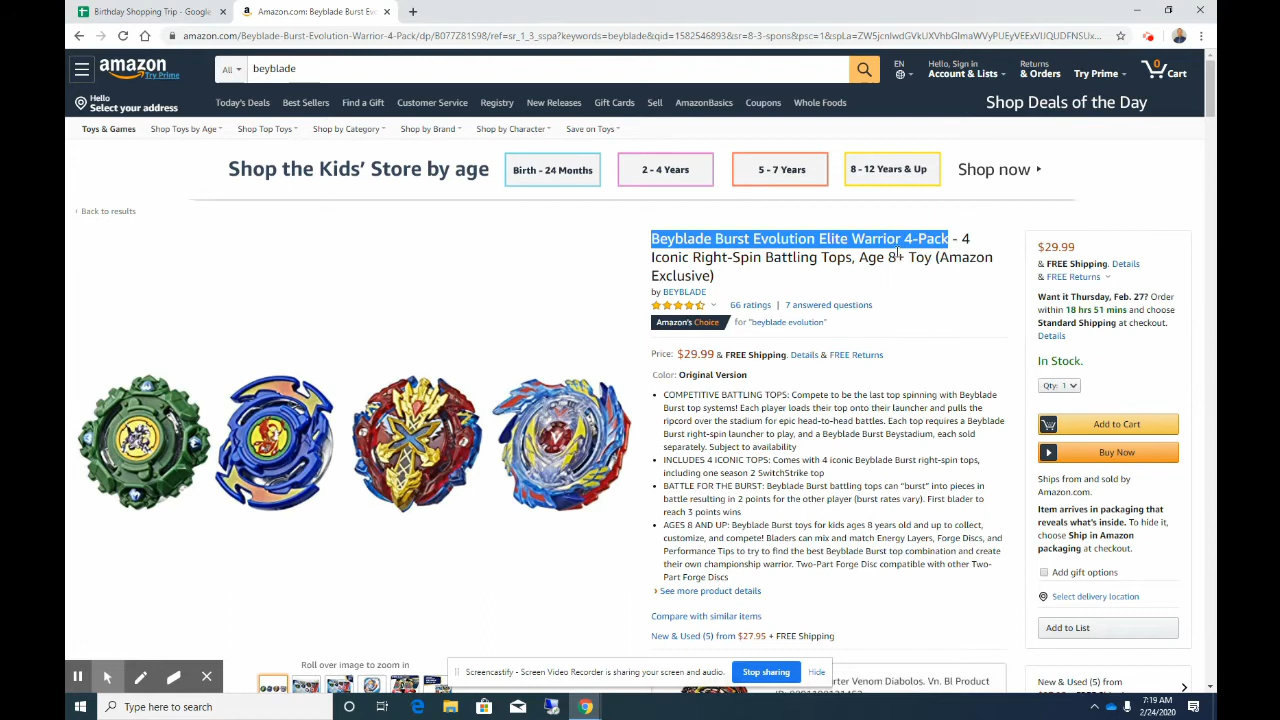 Birthday Shopping Trip - Google
Amazon.com: Beyblade Burst Evol
amazon.com/Beyblade-Burst-Evolution-Warrior-4-Pack/dp/B077Z81S98/ref=sr_1_3_sspa?keywords=beyblade&qid=1582546893&sr=8-3-spons&psc=1&spLa=
amazon
Try Prime
All
beyblade
EN
Hello, Sign in
Account & Lists
Returns
& Orders
Try Prime
0
Cart
Hello
Select your address
Today's Deals Best Sellers Find a Gift Customer Service Registry New Releases Gift Cards Sell AmazonBasics Coupons Whole Foods
Shop Deals of the Day
Toys & Games Shop Toys by Age Shop Top Toys Shop by Category Shop by Brand Shop by Character Save on Toys
Shop the Kids' Store by age Birth - 24 Months 2 - 4 Years 5 - 7 Years 8 - 12 Years & Up Shop now
‹ Back to results
Beyblade Burst Evolution Elite Warrior 4-Pack - 4
Iconic Right-Spin Battling Tops, Age 8+ Toy (Amazon
Exclusive)
by BEYBLADE
66 ratings | 7 answered questions
Amazon's Choice for "beyblade evolution"
Price: $29.99 & FREE Shipping. Details & FREE Returns
Color: Original Version
• COMPETITIVE BATTLING TOPS: Compete to be the last top spinning with Beyblade
Burst top systems! Each player loads their top onto their launcher and pulls the
ripcord over the stadium for epic head-to-head battles. Each top requires a Beyblade
Burst right-spin launcher to play, and a Beyblade Burst Beystadium, each sold
separately. Subject to availability
• INCLUDES 4 ICONIC TOPS: Comes with 4 iconic Beyblade Burst right-spin tops,
including one season 2 SwitchStrike top
• BATTLE FOR THE BURST: Beyblade Burst battling tops can "burst" into pieces in
battle resulting in 2 points for the other player (burst rates vary). First blader to
reach 3 points wins
• AGES 8 AND UP: Beyblade Burst toys for kids ages 8 years old and up to collect,
customize, and compete! Bladers can mix and match Energy Layers, Forge Discs, and
Performance Tips to try to find the best Beyblade Burst top combination and create
their own championship warrior. Two-Part Forge Disc compatible with other Two-
Part Forge Discs
› See more product details
Compare with similar items
New & Used (5) from $27.95 + FREE Shipping
$29.99
& FREE Shipping. Details
& FREE Returns
Want it Thursday, Feb. 27? Order
within 18 hrs 51 mins and choose
Standard Shipping at checkout.
Details
In Stock.
Qty: 1
Add to Cart
Buy Now
Ships from and sold by
Amazon.com.
Item arrives in packaging that
reveals what's inside. To hide it,
choose Ship in Amazon
packaging at checkout.
Add gift options
Select delivery location
Add to List
New & Used (5) from
Roll over image to zoom in
Screencastify - Screen Video Recorder is sharing your screen and audio.
Stop sharing
Hide
rter Venom Diabolos. Vn. Bl Product
Type here to search
7:19 AM
2/24/2020